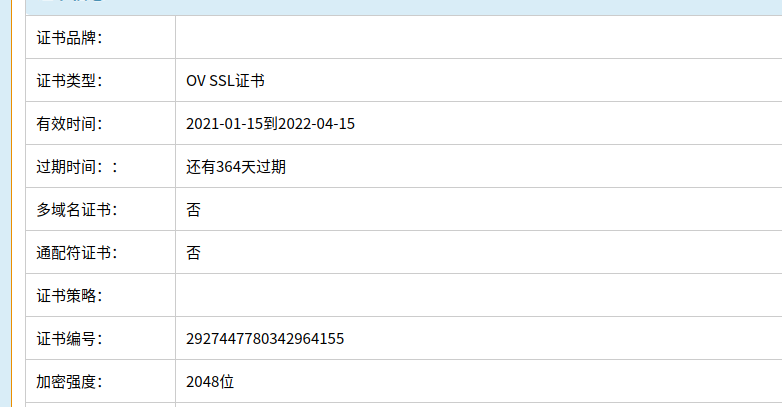 证书品牌：
证书类型： OV SSL证书
有效时间： 2021-01-15到2022-04-15
过期时间：： 还有364天过期
多域名证书： 否
通配符证书： 否
证书策略：
证书编号： 2927447780342964155
加密强度： 2048位